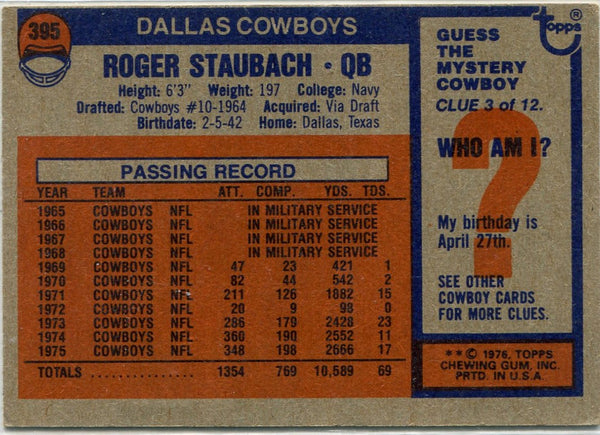 395
DALLAS COWBOYS
ROGER STAUBACH • QB
Height: 6'3" Weight: 197 College: Navy
Drafted: Cowboys #10-1964 Acquired: Via Draft
Birthdate: 2-5-42 Home: Dallas, Texas
PASSING RECORD
YEAR TEAM ATT. COMP. YDS. TDS.
1965 COWBOYS NFL IN MILITARY SERVICE
1966 COWBOYS NFL IN MILITARY SERVICE
1967 COWBOYS NFL IN MILITARY SERVICE
1968 COWBOYS NFL IN MILITARY SERVICE
1969 COWBOYS NFL 47 23 421 1
1970 COWBOYS NFL 82 44 542 2
1971 COWBOYS NFL 211 126 1882 15
1972 COWBOYS NFL 20 9 98 0
1973 COWBOYS NFL 286 179 2428 23
1974 COWBOYS NFL 360 190 2552 11
1975 COWBOYS NFL 348 198 2666 17
TOTALS 1354 769 10,589 69
topps®
GUESS
THE
MYSTERY
COWBOY
CLUE 3 of 12.
WHO AM I?
?
My birthday is
April 27th.
SEE OTHER
COWBOY CARDS
FOR MORE CLUES.
** © 1976, TOPPS
CHEWING GUM, INC.
PRTD. IN U.S.A.